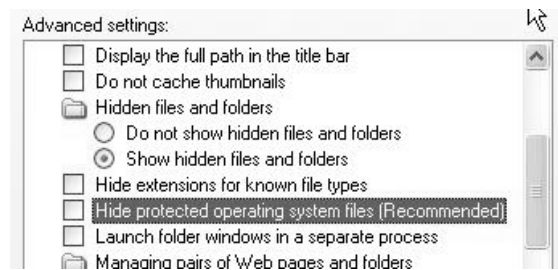 Advanced settings:
Display the full path in the title bar
Do not cache thumbnails
Hidden files and folders
Do not show hidden files and folders
Show hidden files and folders
Hide extensions for known file types
Hide protected operating system files (Recommended)
Launch folder windows in a separate process
Managing pairs of Web pages and folders